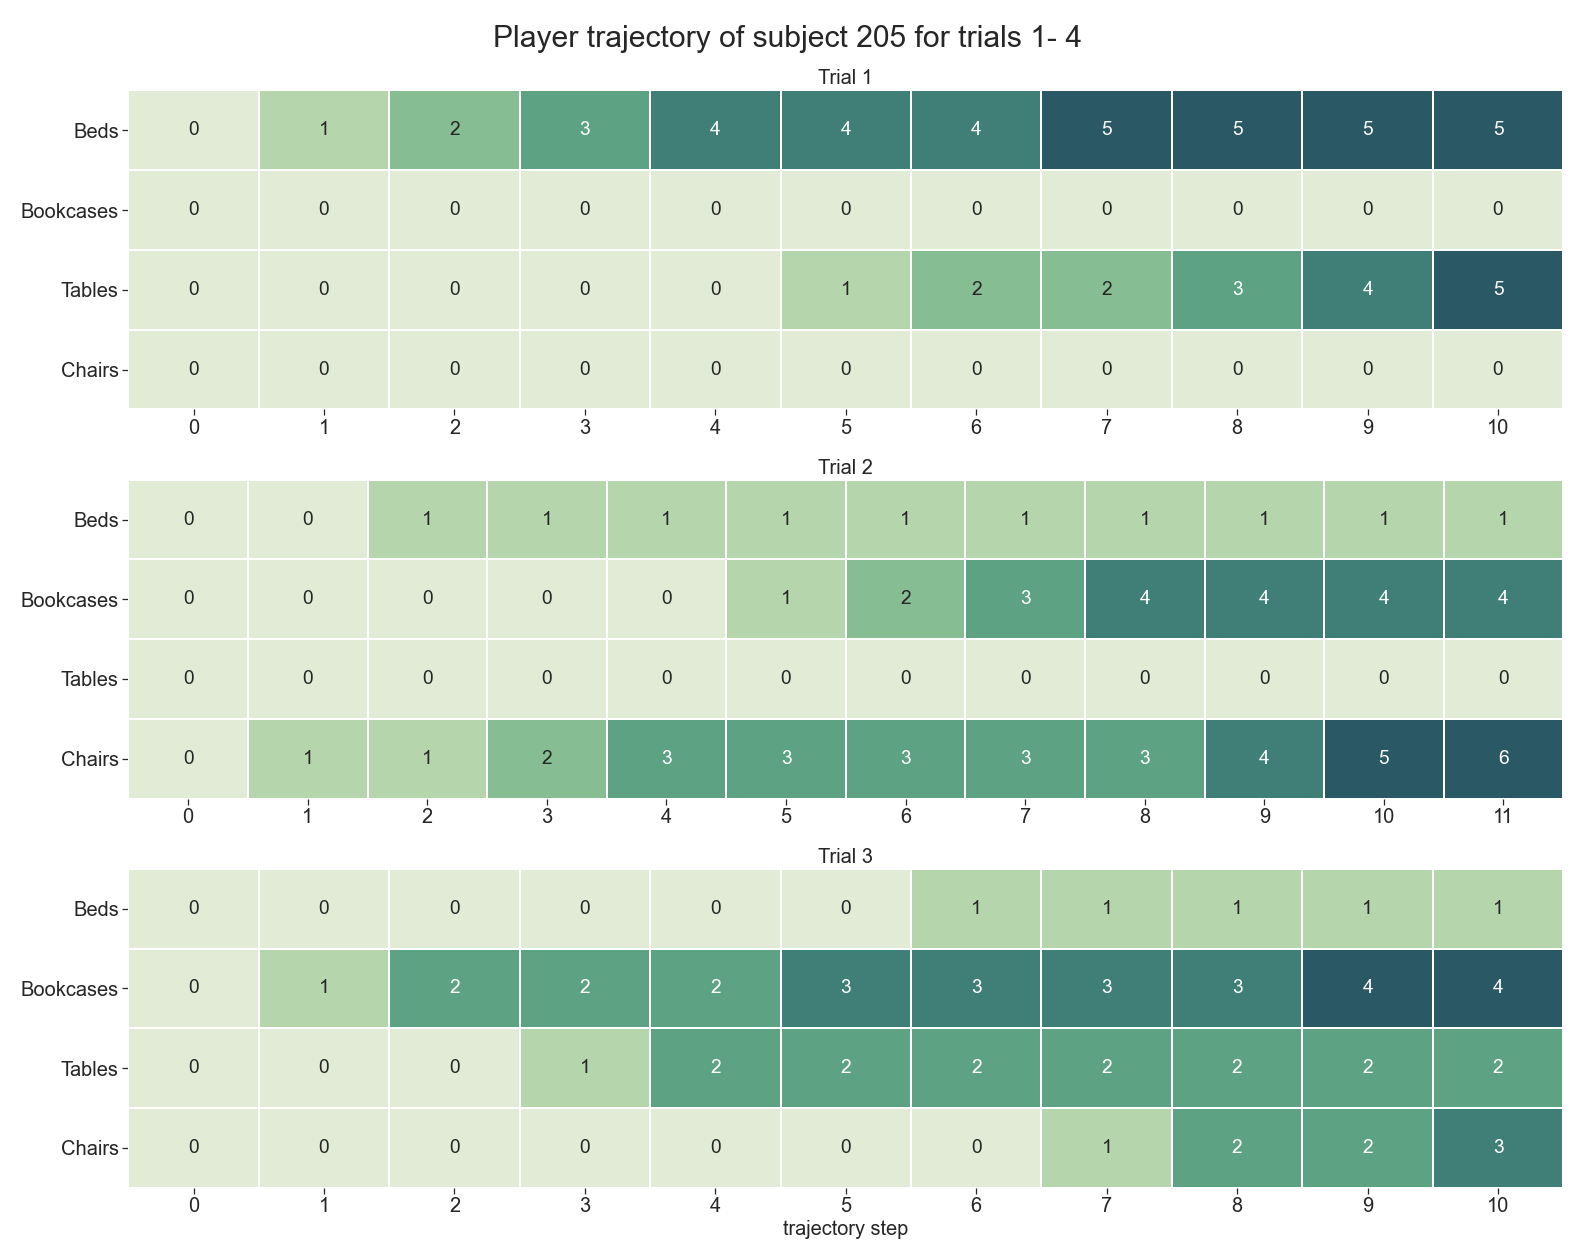 Player trajectory of subject 205 for trials 1- 4
Trial 1
Beds 0 1 2 3 4 4 4 5 5 5 5
Bookcases 0 0 0 0 0 0 0 0 0 0 0
Tables 0 0 0 0 0 1 2 2 3 4 5
Chairs 0 0 0 0 0 0 0 0 0 0 0
0 1 2 3 4 5 6 7 8 9 10
Trial 2
Beds 0 0 1 1 1 1 1 1 1 1 1 1
Bookcases 0 0 0 0 0 1 2 3 4 4 4 4
Tables 0 0 0 0 0 0 0 0 0 0 0 0
Chairs 0 1 1 2 3 3 3 3 3 4 5 6
0 1 2 3 4 5 6 7 8 9 10 11
Trial 3
Beds 0 0 0 0 0 0 1 1 1 1 1
Bookcases 0 1 2 2 2 3 3 3 3 4 4
Tables 0 0 0 1 2 2 2 2 2 2 2
Chairs 0 0 0 0 0 0 0 1 2 2 3
0 1 2 3 4 5 6 7 8 9 10
trajectory step